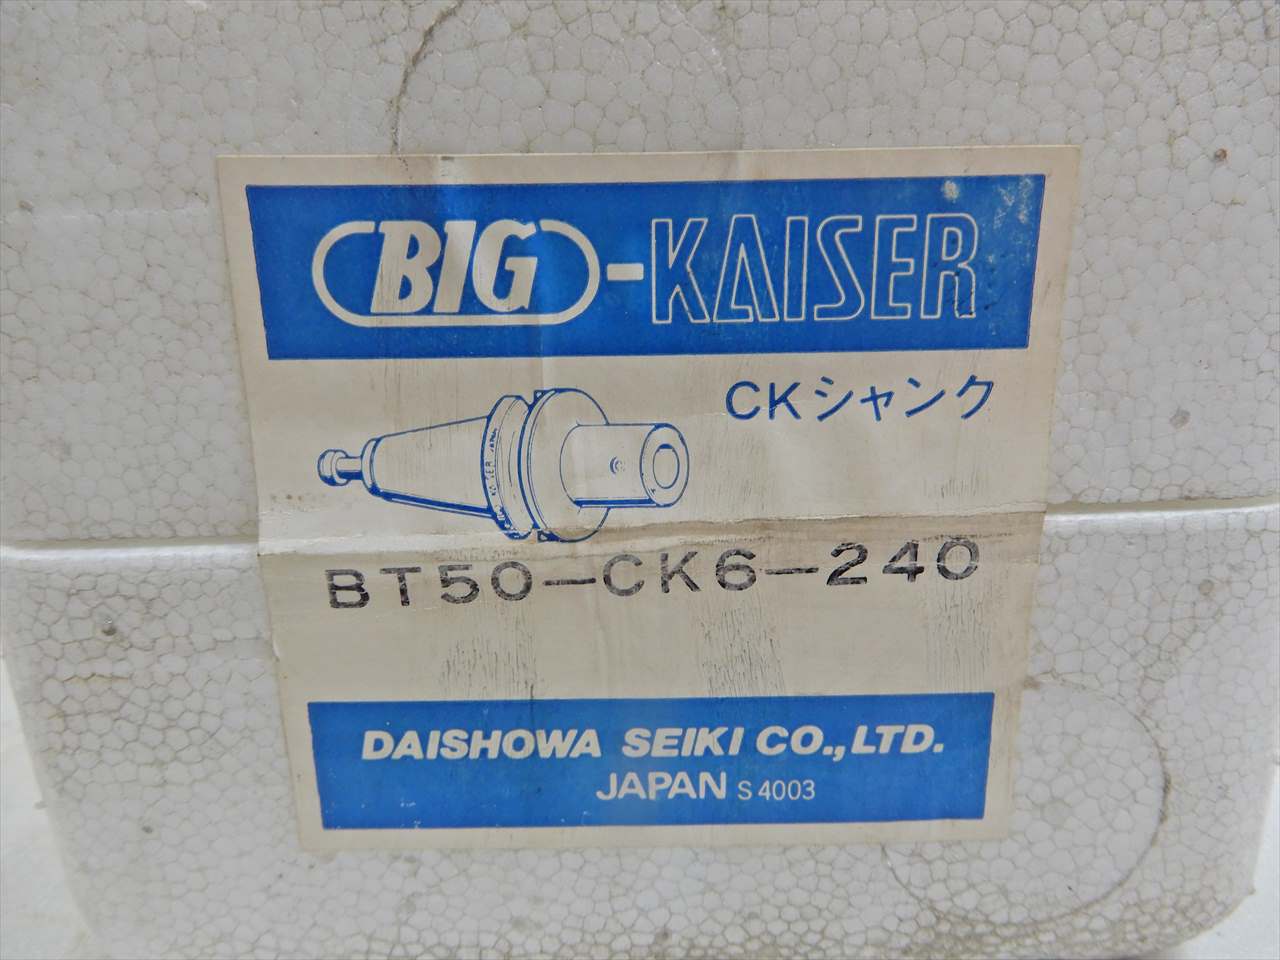 BIG-KAISER
CKシャンク
BT50-CK6-240
DAISHOWA SEIKI CO.,LTD.
JAPAN S 4003